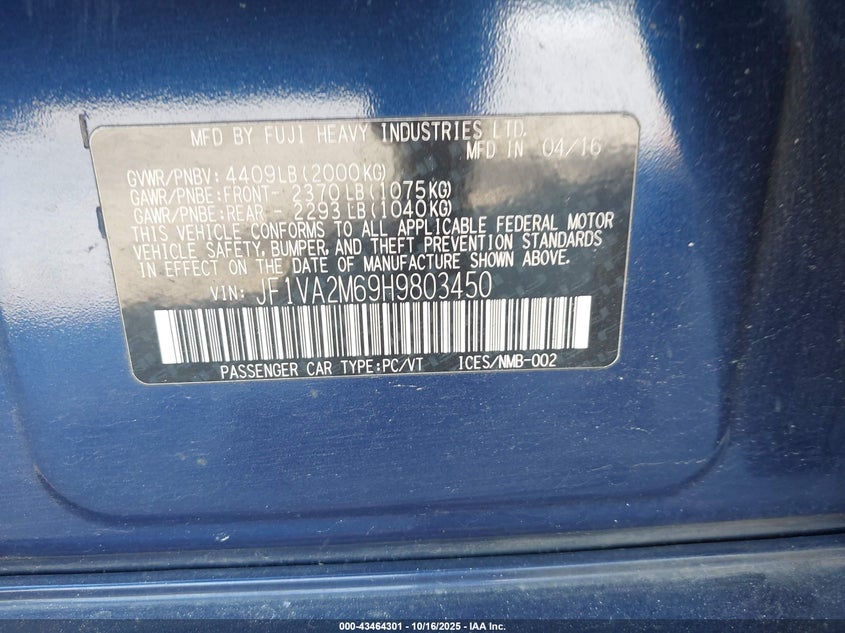 MFD BY FUJI HEAVY INDUSTRIES LTD.
MFD IN 04/16
GVWR/PNBV: 4409LB(2000KG)
GAWR/PNBE:FRONT- 2370LB(1075KG)
GAWR/PNBE:REAR - 2293LB(1040KG)
THIS VEHICLE CONFORMS TO ALL APPLICABLE FEDERAL MOTOR
VEHICLE SAFETY, BUMPER, AND THEFT PREVENTION STANDARDS
IN EFFECT ON THE DATE OF MANUFACTURE SHOWN ABOVE.
VIN: JF1VA2M69H9803450
PASSENGER CAR TYPE:PC/VT ICES/NMB-002
000-43464301 - 10/16/2025 - IAA Inc.